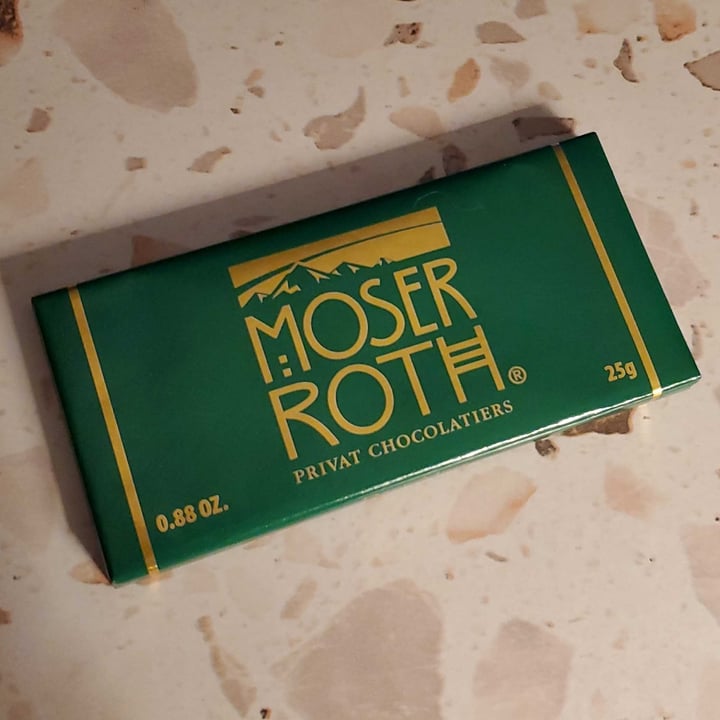 MOSER
ROTH®
PRIVAT CHOCOLATIERS
25g
0.88 OZ.